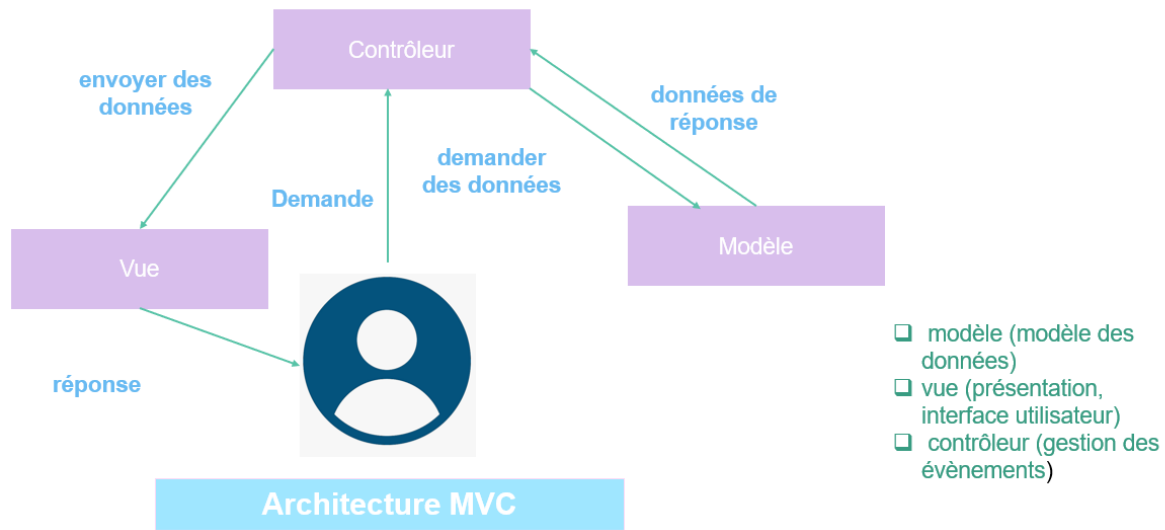 Contrôleur
envoyer des
données
données de
réponse
demander
des données
Demande
Vue
Modèle
réponse
❑ modèle (modèle des
données)
❑ vue (présentation,
interface utilisateur)
❑ contrôleur (gestion des
évènements)
Architecture MVC